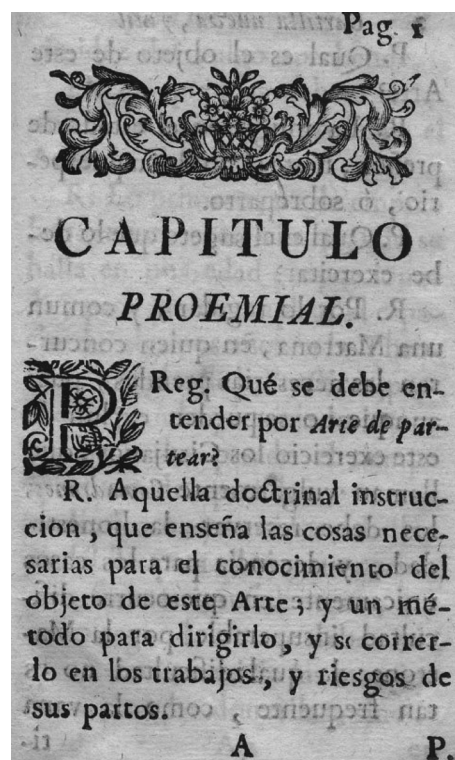 Pag. 1
CAPITULO
PROEMIAL.
PReg. Qué se debe en-
tender por Arte de par-
tear?
R. Aquella doctrinal instruc-
cion, que enseña las cosas nece-
sarias para el conocimiento del
objeto de este Arte; y un mé-
todo para dirigirlo, y socorrer-
lo en los trabajos, y riesgos de
sus partos.
A P.